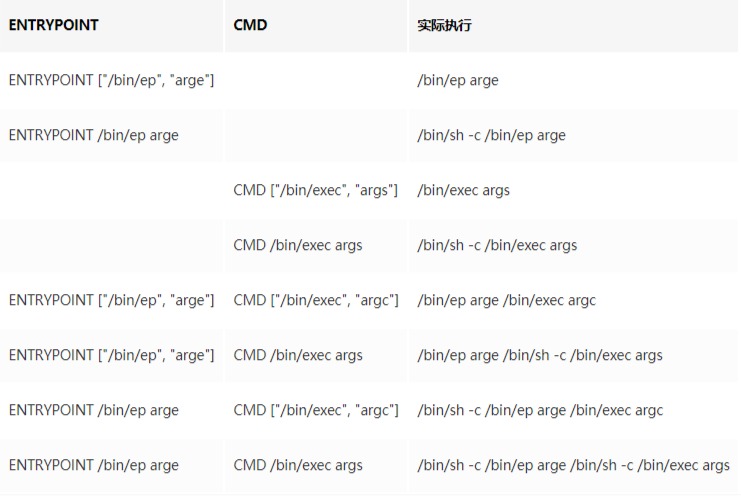 ENTRYPOINT CMD 实际执行
ENTRYPOINT ["/bin/ep", "arge"] /bin/ep arge
ENTRYPOINT /bin/ep arge /bin/sh -c /bin/ep arge
CMD ["/bin/exec", "args"] /bin/exec args
CMD /bin/exec args /bin/sh -c /bin/exec args
ENTRYPOINT ["/bin/ep", "arge"] CMD ["/bin/exec", "argc"] /bin/ep arge /bin/exec argc
ENTRYPOINT ["/bin/ep", "arge"] CMD /bin/exec args /bin/ep arge /bin/sh -c /bin/exec args
ENTRYPOINT /bin/ep arge CMD ["/bin/exec", "argc"] /bin/sh -c /bin/ep arge /bin/exec argc
ENTRYPOINT /bin/ep arge CMD /bin/exec args /bin/sh -c /bin/ep arge /bin/sh -c /bin/exec args